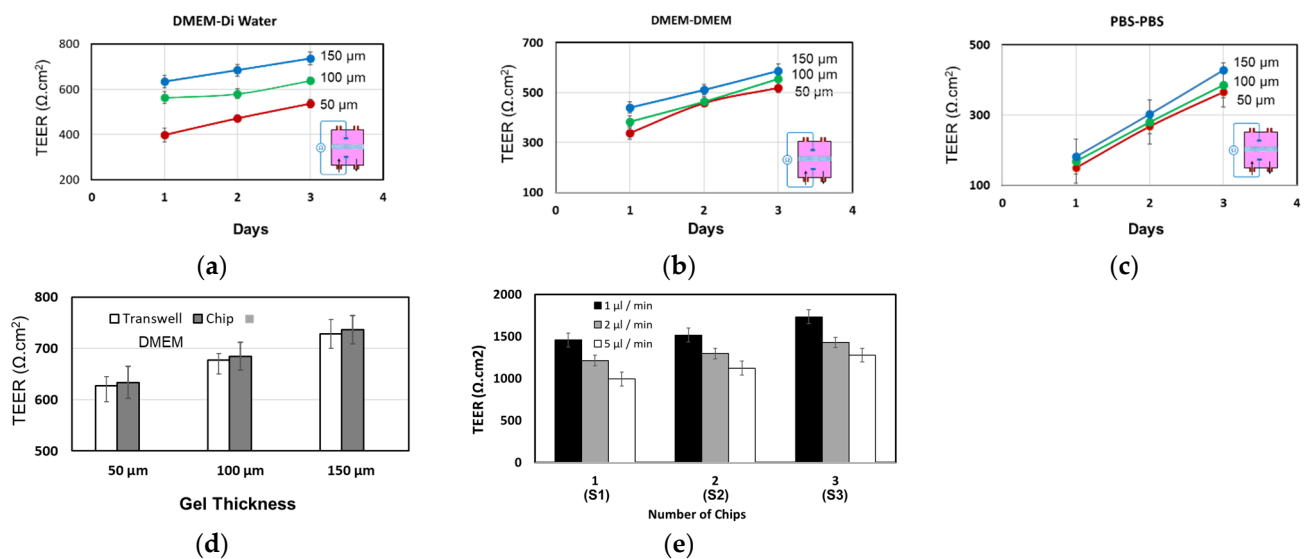 DMEM-Di Water
TEER (Ω.cm²)
800
600
400
200
0
1
2
3
4
150 µm
100 µm
50 µm
Ω
Days
(a)
DMEM-DMEM
TEER (Ω.cm²)
700
500
300
100
0
1
2
3
4
150 µm
100 µm
50 µm
Ω
Days
(b)
PBS-PBS
TEER (Ω.cm²)
500
300
100
0
1
2
3
4
150 µm
100 µm
50 µm
Ω
Days
(c)
TEER (Ω.cm²)
800
700
600
500
Transwell
Chip
DMEM
50 µm
100 µm
150 µm
Gel Thickness
(d)
TEER (Ω.cm2)
2000
1500
1000
500
0
1 µl / min
2 µl / min
5 µl / min
1
(S1)
2
(S2)
3
(S3)
Number of Chips
(e)